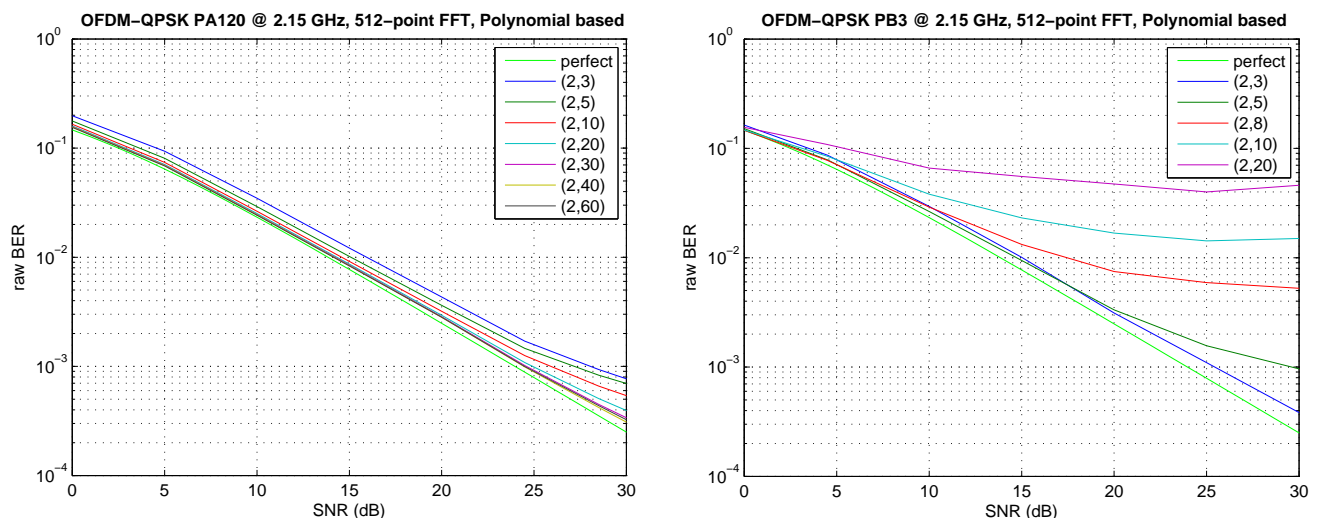 OFDM−QPSK PA120 @ 2.15 GHz, 512−point FFT, Polynomial based
10^0
10^−1
10^−2
10^−3
10^−4
raw BER
0 5 10 15 20 25 30
SNR (dB)
perfect
(2,3)
(2,5)
(2,10)
(2,20)
(2,30)
(2,40)
(2,60)
OFDM−QPSK PB3 @ 2.15 GHz, 512−point FFT, Polynomial based
10^0
10^−1
10^−2
10^−3
10^−4
raw BER
0 5 10 15 20 25 30
SNR (dB)
perfect
(2,3)
(2,5)
(2,8)
(2,10)
(2,20)